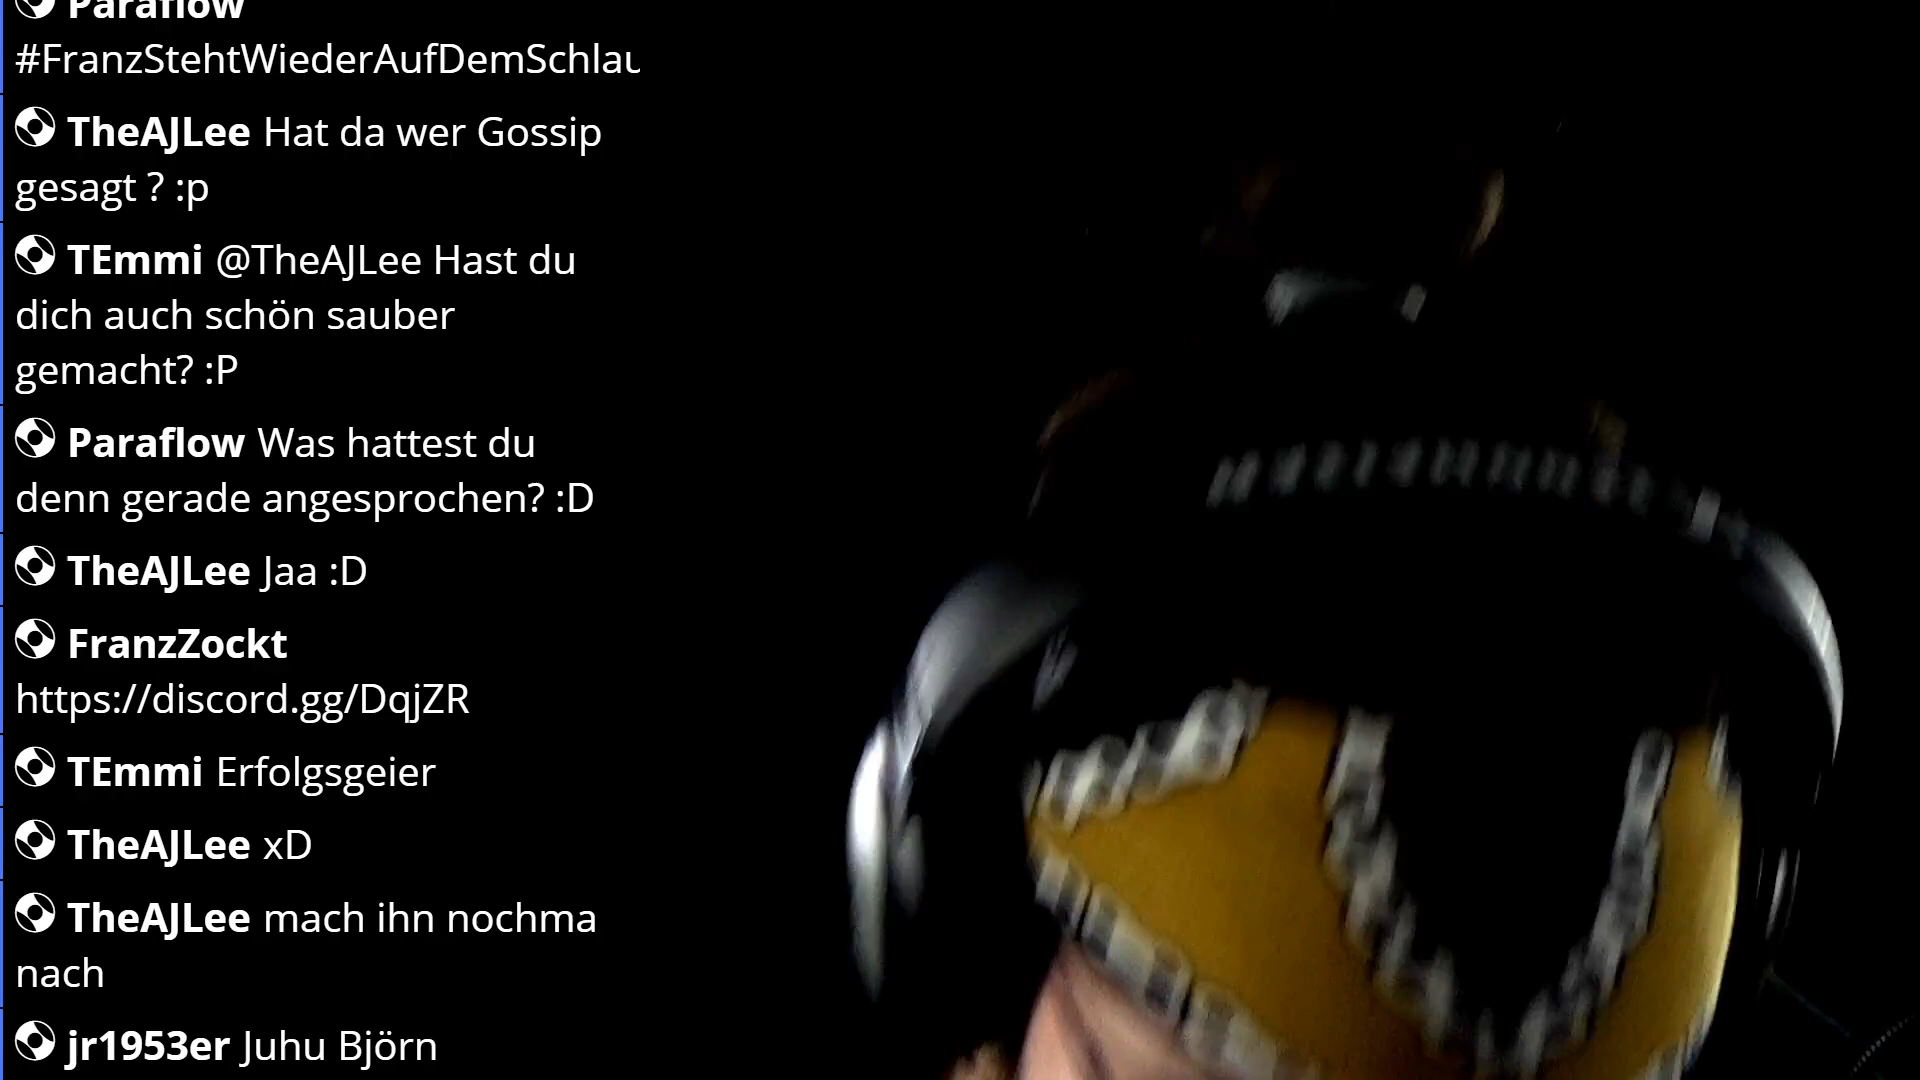 Paraflow
#FranzStehtWiederAufDemSchlau
TheAJLee Hat da wer Gossip
gesagt ? :p
TEmmi @TheAJLee Hast du
dich auch schön sauber
gemacht? :P
Paraflow Was hattest du
denn gerade angesprochen? :D
TheAJLee Jaa :D
FranzZockt
https://discord.gg/DqjZR
TEmmi Erfolgsgeier
TheAJLee xD
TheAJLee mach ihn nochma
nach
jr1953er Juhu Björn